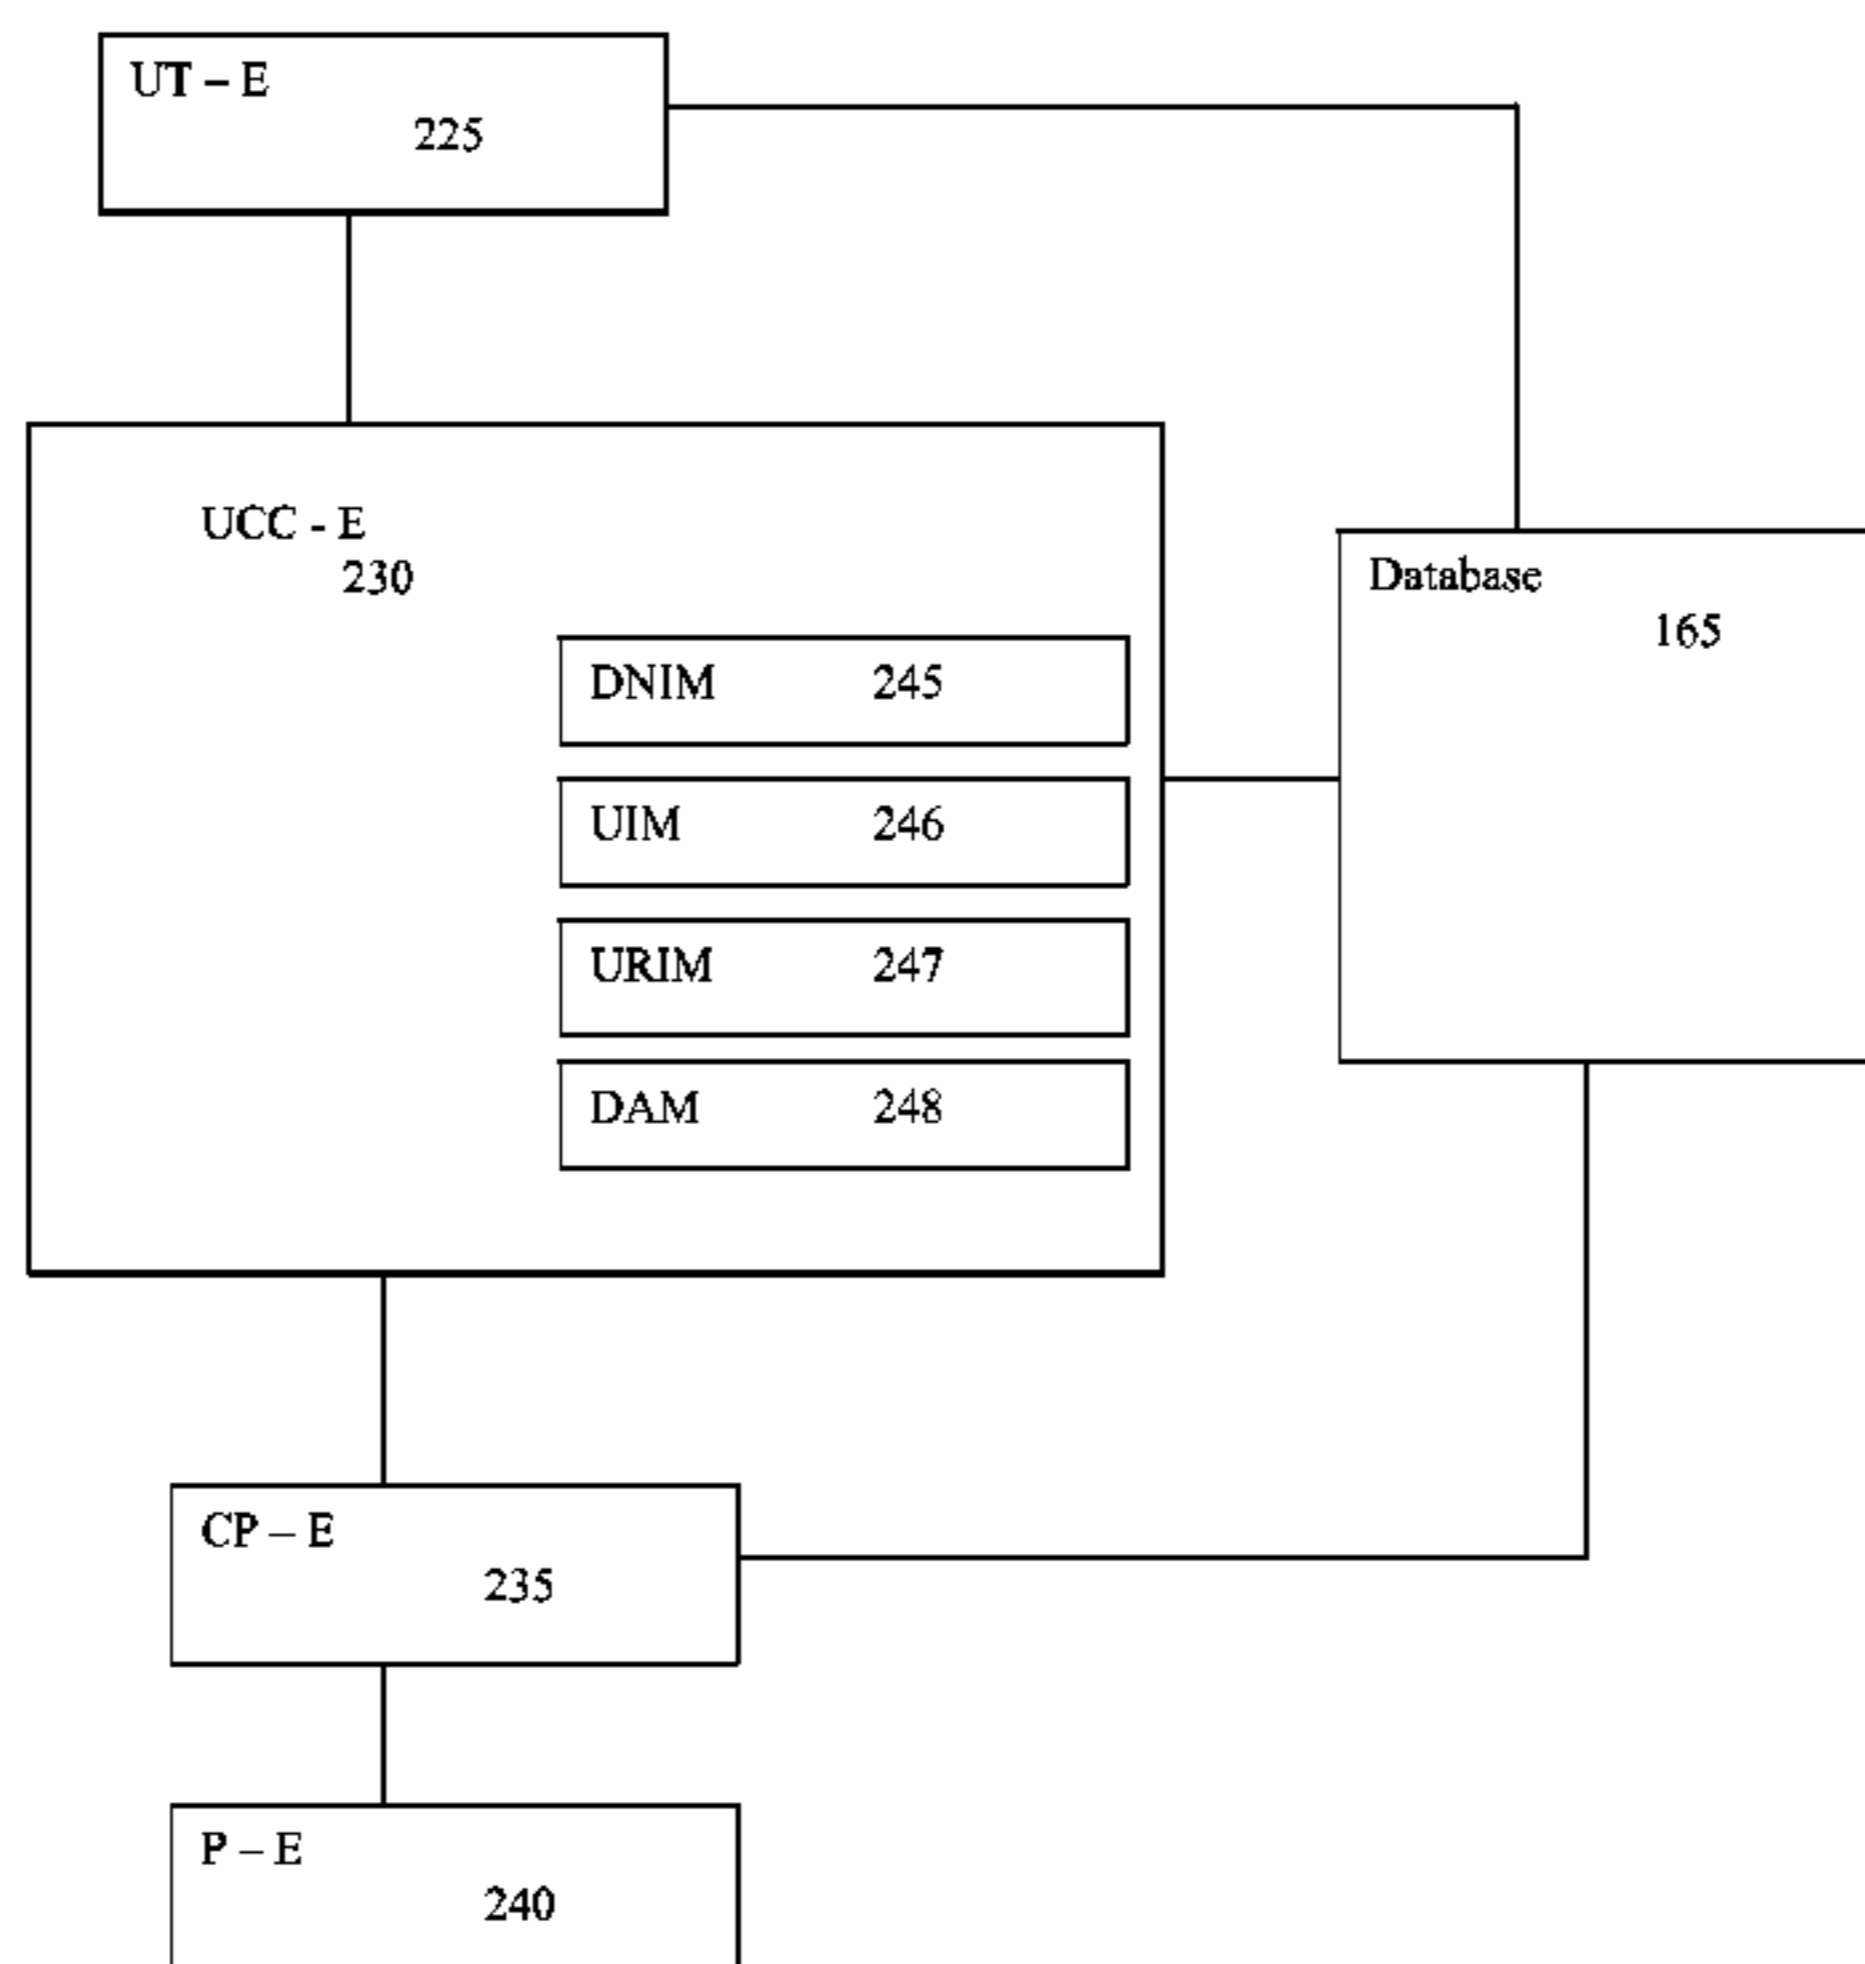 UT – E
225
UCC - E
230
Database
165
DNIM 245
UIM 246
URIM 247
DAM 248
CP – E
235
P – E
240